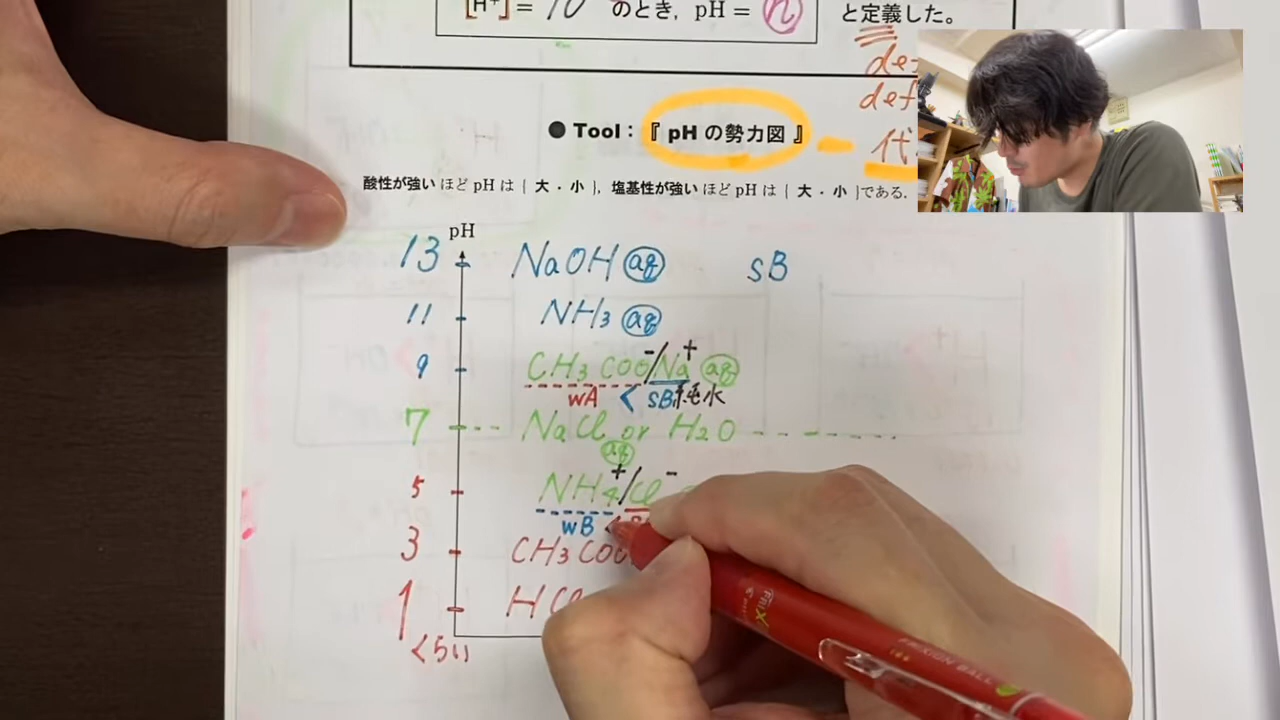 [H⁺] = 10 のとき, pH = n と定義した。
def
● Tool : 『 pH の勢力図 』 - 代
酸性が強い ほど pH は [ 大 ・ 小 ], 塩基性が強い ほど pH は [ 大 ・ 小 ]である.
pH
13 NaOH aq sB
11 NH3 aq
9 CH3COO⁻/Na⁺ aq
wA < sB 純水
7 NaCl or H2O
aq
5 NH4⁺/Cl⁻
wB <
3 CH3COO
1 HCl
くらい
FRIXION BALL